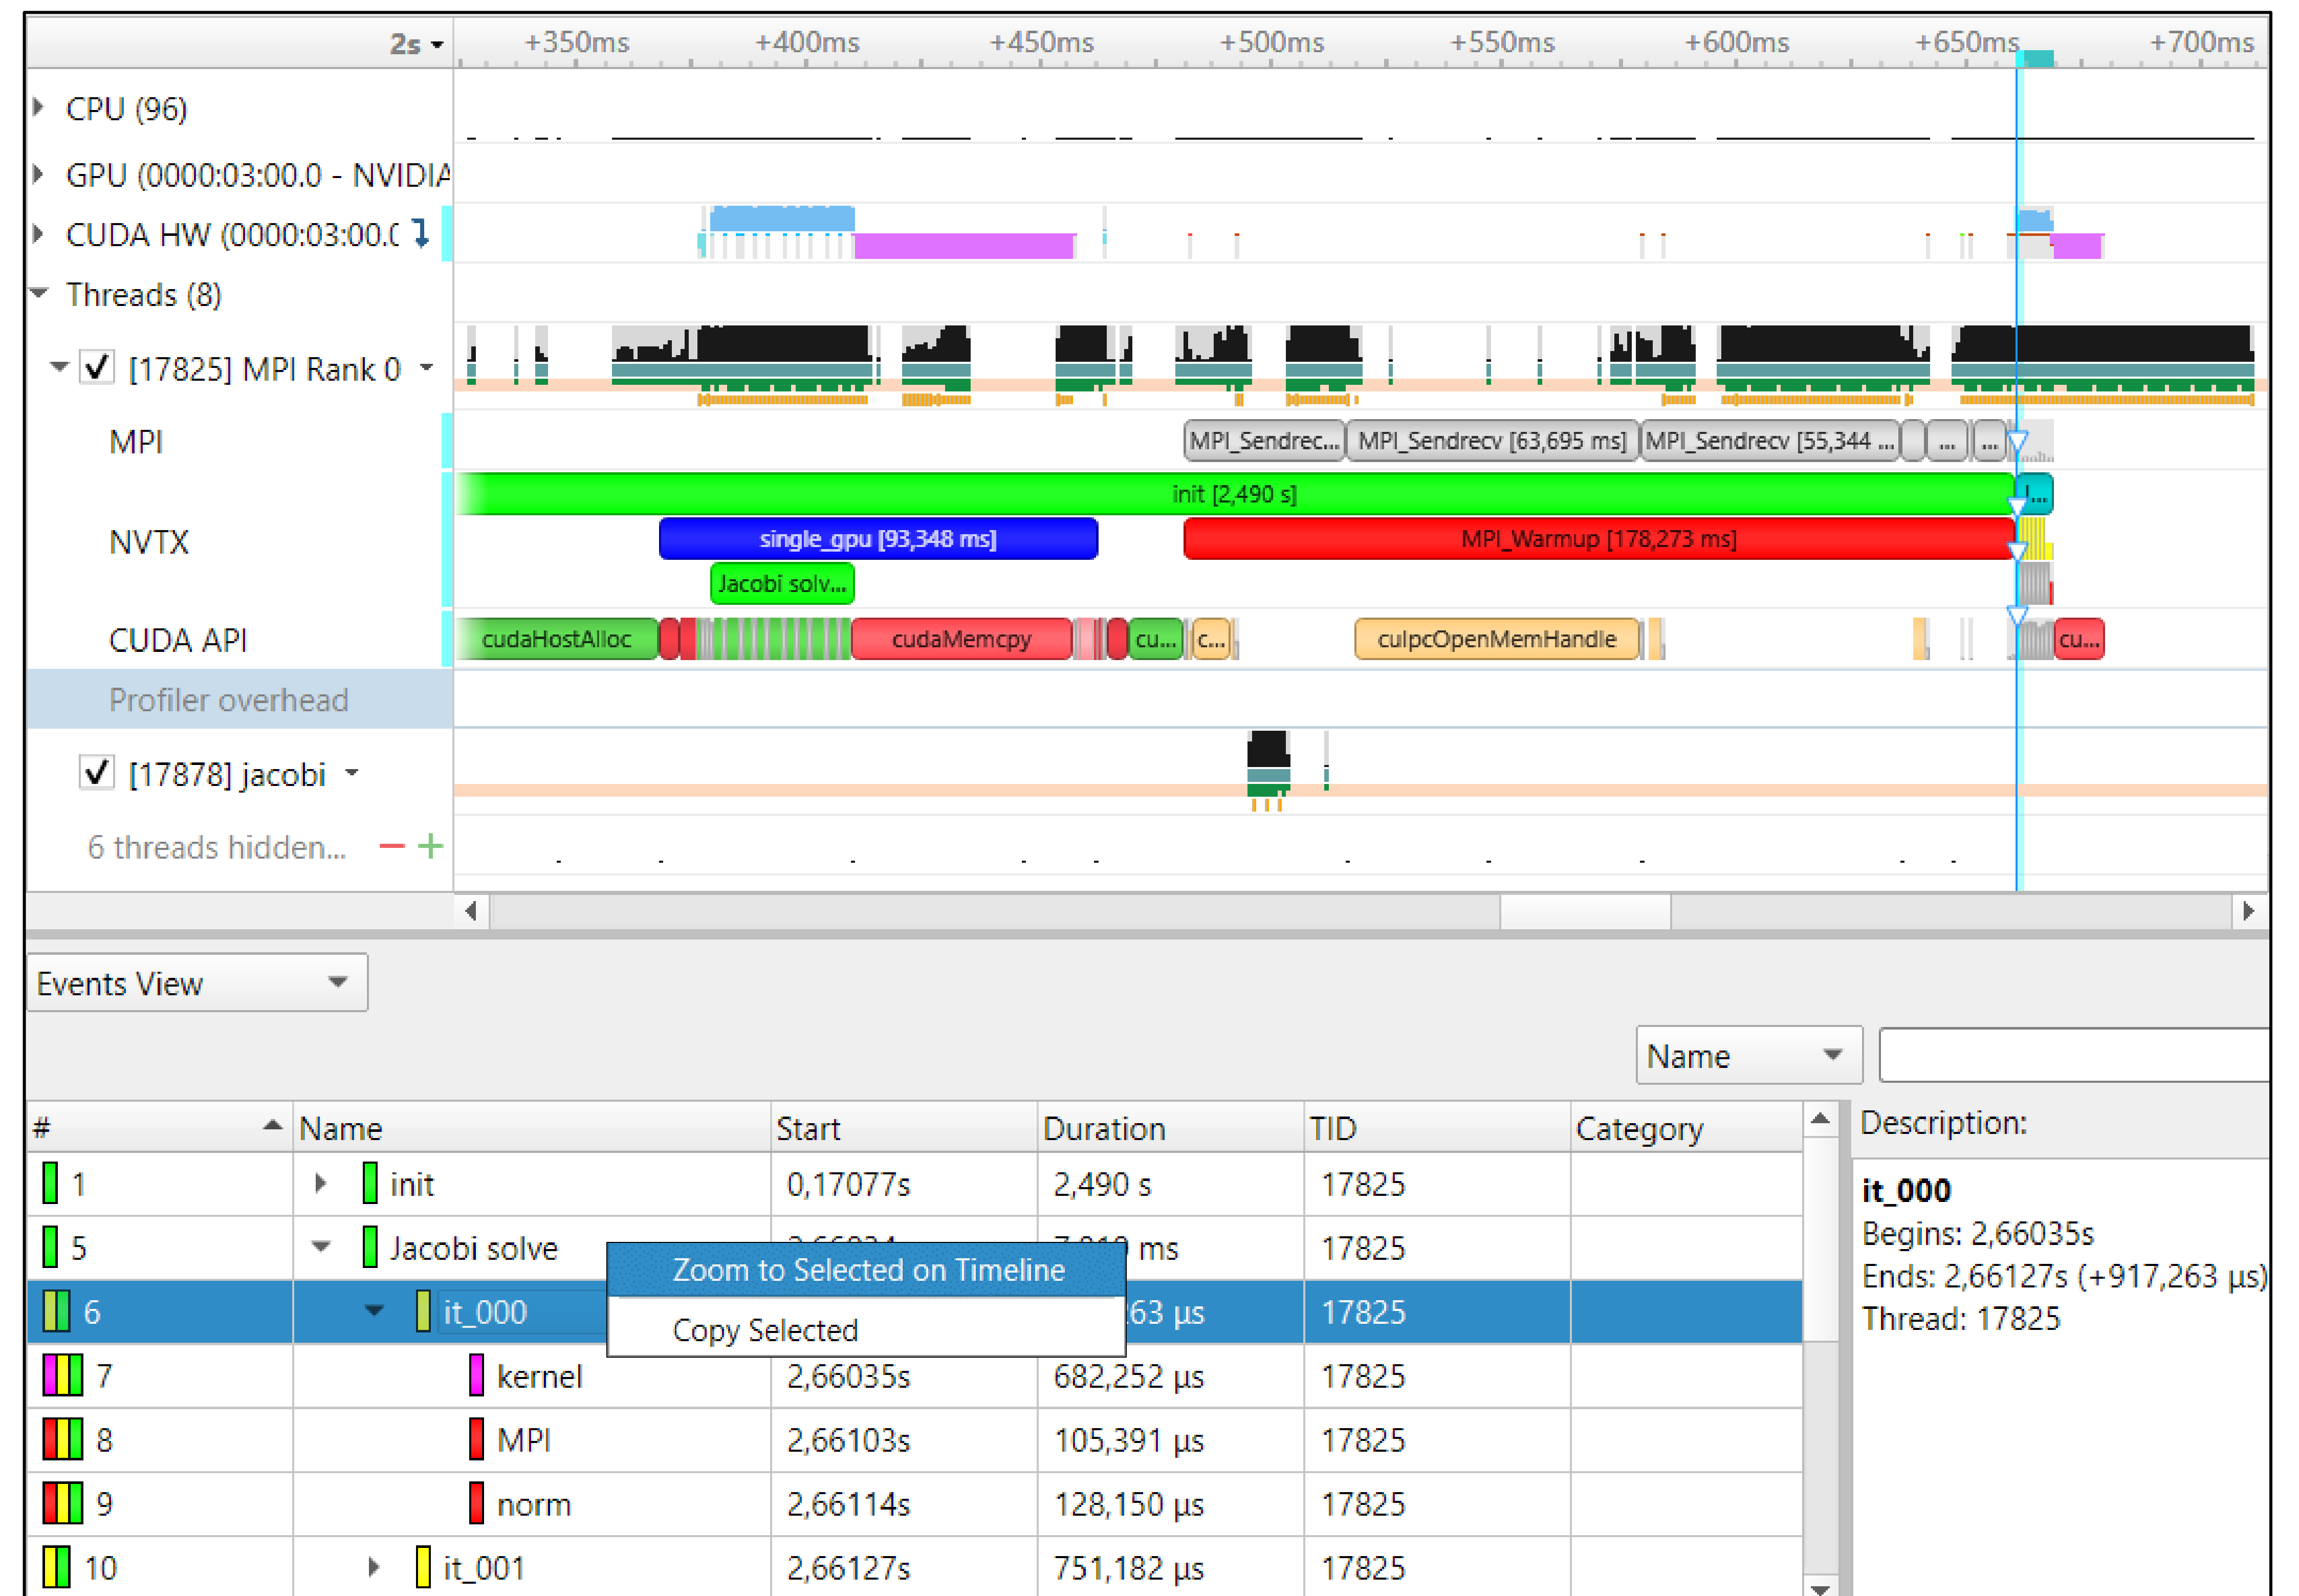 2s +350ms +400ms +450ms +500ms +550ms +600ms +650ms +700ms
CPU (96)
GPU (0000:03:00.0 - NVIDIA
CUDA HW (0000:03:00.0
Threads (8)
[17825] MPI Rank 0
MPI MPI_Sendrec... MPI_Sendrecv [63,695 ms] MPI_Sendrecv [55,344 ... ... ...
init [2,490 s]
NVTX single_gpu [93,348 ms] MPI_Warmup [178,273 ms]
Jacobi solv...
CUDA API cudaHostAlloc cudaMemcpy cu... c... cuIpcOpenMemHandle cu...
Profiler overhead
[17878] jacobi
6 threads hidden... − +
Events View
Name
# Name Start Duration TID Category
1 init 0,17077s 2,490 s 17825
5 Jacobi solve ms 17825
Zoom to Selected on Timeline
6 it_000 63 µs 17825
Copy Selected
7 kernel 2,66035s 682,252 µs 17825
8 MPI 2,66103s 105,391 µs 17825
9 norm 2,66114s 128,150 µs 17825
10 it_001 2,66127s 751,182 µs 17825
Description:
it_000
Begins: 2,66035s
Ends: 2,66127s (+917,263 µs)
Thread: 17825